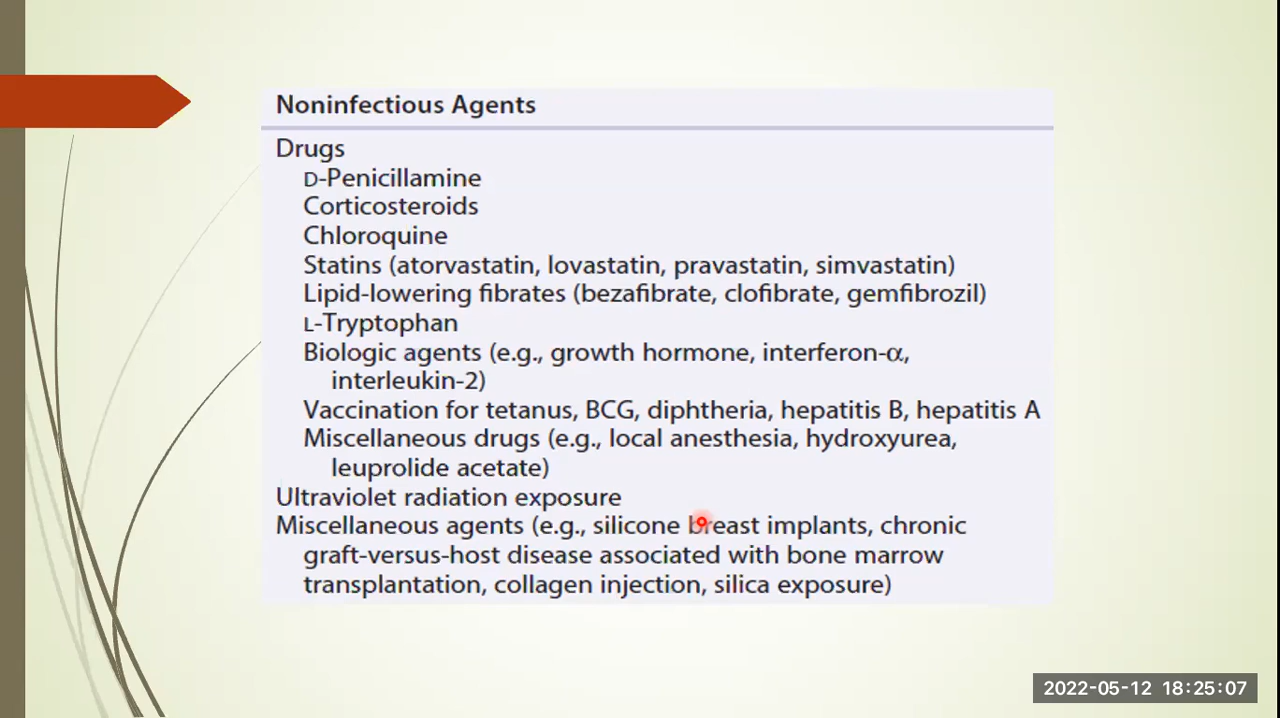 Noninfectious Agents
Drugs
D-Penicillamine
Corticosteroids
Chloroquine
Statins (atorvastatin, lovastatin, pravastatin, simvastatin)
Lipid-lowering fibrates (bezafibrate, clofibrate, gemfibrozil)
L-Tryptophan
Biologic agents (e.g., growth hormone, interferon-α,
interleukin-2)
Vaccination for tetanus, BCG, diphtheria, hepatitis B, hepatitis A
Miscellaneous drugs (e.g., local anesthesia, hydroxyurea,
leuprolide acetate)
Ultraviolet radiation exposure
Miscellaneous agents (e.g., silicone breast implants, chronic
graft-versus-host disease associated with bone marrow
transplantation, collagen injection, silica exposure)
2022-05-12 18:25:07